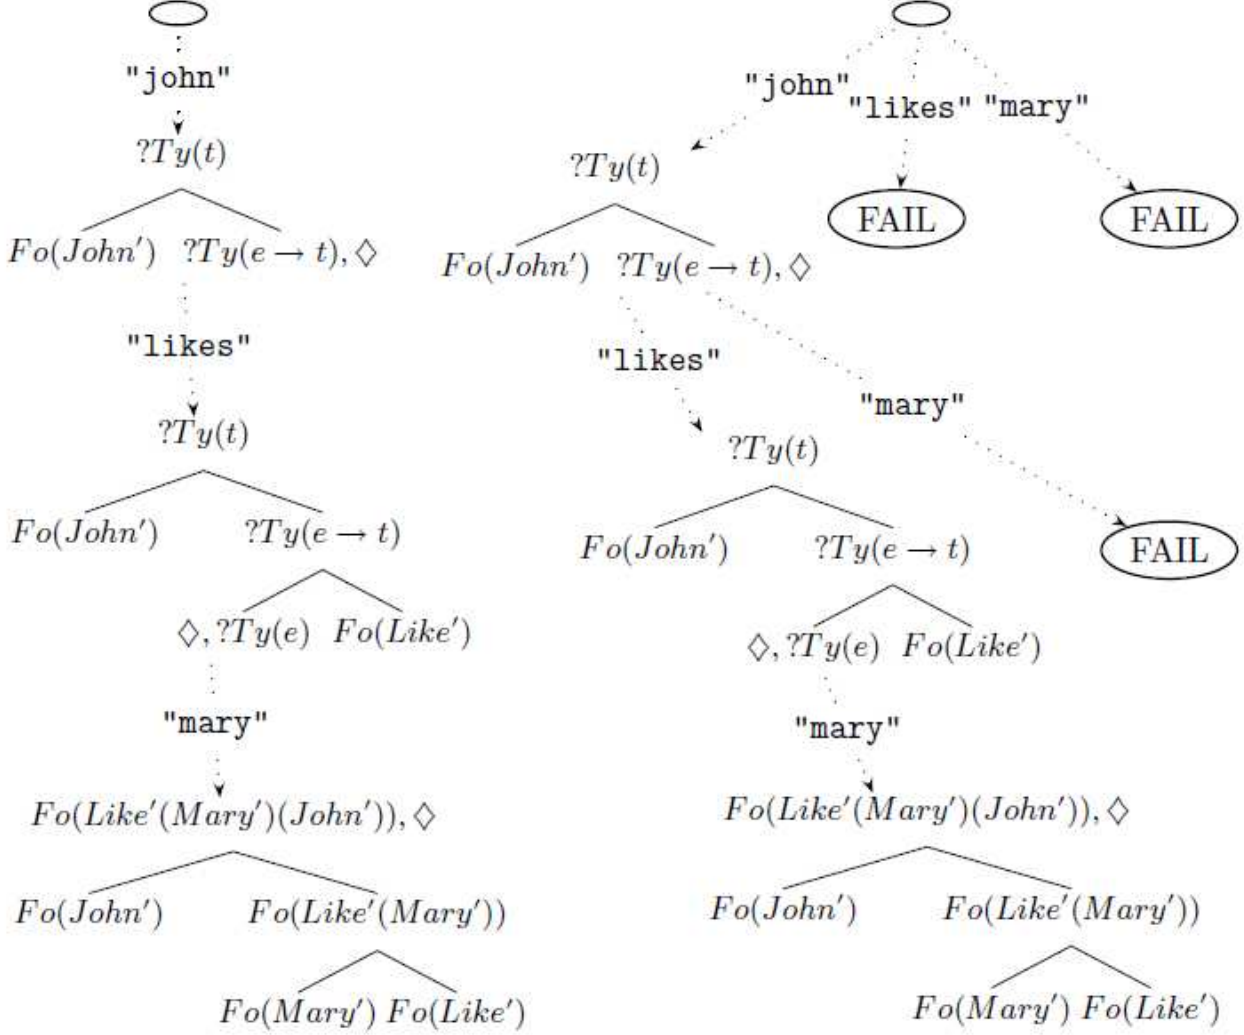 "john"
?Ty(t)
Fo(John′) ?Ty(e → t), ◇
"likes"
?Ty(t)
Fo(John′) ?Ty(e → t)
◇, ?Ty(e) Fo(Like′)
"mary"
Fo(Like′(Mary′)(John′)), ◇
Fo(John′) Fo(Like′(Mary′))
Fo(Mary′) Fo(Like′)
"john" "likes" "mary"
?Ty(t) FAIL FAIL
Fo(John′) ?Ty(e → t), ◇
"likes" "mary"
?Ty(t)
Fo(John′) ?Ty(e → t) FAIL
◇, ?Ty(e) Fo(Like′)
"mary"
Fo(Like′(Mary′)(John′)), ◇
Fo(John′) Fo(Like′(Mary′))
Fo(Mary′) Fo(Like′)